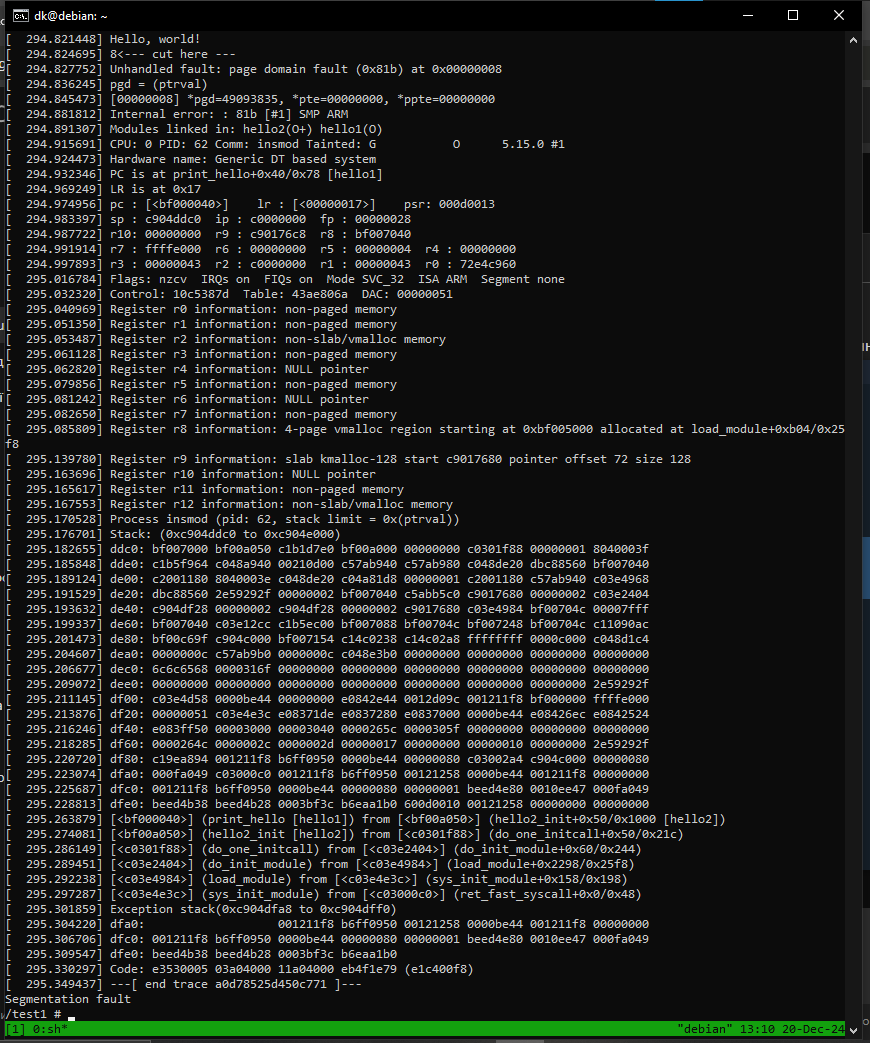 dk@debian: ~
[  294.821448] Hello, world!
[  294.824695] 8<--- cut here ---
[  294.827752] Unhandled fault: page domain fault (0x81b) at 0x00000008
[  294.836245] pgd = (ptrval)
[  294.845473] [00000008] *pgd=49093835, *pte=00000000, *ppte=00000000
[  294.881812] Internal error: : 81b [#1] SMP ARM
[  294.891307] Modules linked in: hello2(O+) hello1(O)
[  294.915691] CPU: 0 PID: 62 Comm: insmod Tainted: G           O      5.15.0 #1
[  294.924473] Hardware name: Generic DT based system
[  294.932346] PC is at print_hello+0x40/0x78 [hello1]
[  294.969249] LR is at 0x17
[  294.974956] pc : [<bf000040>]    lr : [<00000017>]    psr: 000d0013
[  294.983397] sp : c904ddc0  ip : c0000000  fp : 00000028
[  294.987722] r10: 00000000  r9 : c90176c8  r8 : bf007040
[  294.991914] r7 : ffffe000  r6 : 00000000  r5 : 00000004  r4 : 00000000
[  294.997893] r3 : 00000043  r2 : c0000000  r1 : 00000043  r0 : 72e4c960
[  295.016784] Flags: nzcv  IRQs on  FIQs on  Mode SVC_32  ISA ARM  Segment none
[  295.032320] Control: 10c5387d  Table: 43ae806a  DAC: 00000051
[  295.040969] Register r0 information: non-paged memory
[  295.051350] Register r1 information: non-paged memory
[  295.053487] Register r2 information: non-slab/vmalloc memory
[  295.061128] Register r3 information: non-paged memory
[  295.062820] Register r4 information: NULL pointer
[  295.079856] Register r5 information: non-paged memory
[  295.081242] Register r6 information: NULL pointer
[  295.082650] Register r7 information: non-paged memory
[  295.085809] Register r8 information: 4-page vmalloc region starting at 0xbf005000 allocated at load_module+0xb04/0x25
f8
[  295.139780] Register r9 information: slab kmalloc-128 start c9017680 pointer offset 72 size 128
[  295.163696] Register r10 information: NULL pointer
[  295.165617] Register r11 information: non-paged memory
[  295.167553] Register r12 information: non-slab/vmalloc memory
[  295.170528] Process insmod (pid: 62, stack limit = 0x(ptrval))
[  295.176701] Stack: (0xc904ddc0 to 0xc904e000)
[  295.182655] ddc0: bf007000 bf00a050 c1b1d7e0 bf00a000 00000000 c0301f88 00000001 8040003f
[  295.185848] dde0: c1b5f964 c048a940 00210d00 c57ab940 c57ab980 c048de20 dbc88560 bf007040
[  295.189124] de00: c2001180 8040003e c048de20 c04a81d8 00000001 c2001180 c57ab940 c03e4968
[  295.191529] de20: dbc88560 2e59292f 00000002 bf007040 c5abb5c0 c9017680 00000002 c03e2404
[  295.193632] de40: c904df28 00000002 c904df28 00000002 c9017680 c03e4984 bf00704c 00007fff
[  295.199337] de60: bf007040 c03e12cc c1b5ec00 bf007088 bf00704c bf007248 bf00704c c11090ac
[  295.201473] de80: bf00c69f c904c000 bf007154 c14c0238 c14c02a8 ffffffff 0000c000 c048d1c4
[  295.204607] dea0: 0000000c c57ab9b0 0000000c c048e3b0 00000000 00000000 00000000 00000000
[  295.206677] dec0: 6c6c6568 0000316f 00000000 00000000 00000000 00000000 00000000 00000000
[  295.209072] dee0: 00000000 00000000 00000000 00000000 00000000 00000000 00000000 2e59292f
[  295.211145] df00: c03e4d58 0000be44 00000000 e0842e44 0012d09c 001211f8 bf000000 ffffe000
[  295.213876] df20: 00000051 c03e4e3c e08371de e0837280 e0837000 0000be44 e08426ec e0842524
[  295.216246] df40: e083ff50 00003000 00003040 0000265c 0000305f 00000000 00000000 00000000
[  295.218285] df60: 0000264c 0000002c 0000002d 00000017 00000000 00000010 00000000 2e59292f
[  295.220720] df80: c19ea894 001211f8 b6ff0950 0000be44 00000080 c03002a4 c904c000 00000080
[  295.223074] dfa0: 000fa049 c03000c0 001211f8 b6ff0950 00121258 0000be44 001211f8 00000000
[  295.225687] dfc0: 001211f8 b6ff0950 0000be44 00000080 00000001 beed4e80 0010ee47 000fa049
[  295.228813] dfe0: beed4b38 beed4b28 0003bf3c b6eaa1b0 600d0010 00121258 00000000 00000000
[  295.263879] [<bf000040>] (print_hello [hello1]) from [<bf00a050>] (hello2_init+0x50/0x1000 [hello2])
[  295.274081] [<bf00a050>] (hello2_init [hello2]) from [<c0301f88>] (do_one_initcall+0x50/0x21c)
[  295.286149] [<c0301f88>] (do_one_initcall) from [<c03e2404>] (do_init_module+0x60/0x244)
[  295.289451] [<c03e2404>] (do_init_module) from [<c03e4984>] (load_module+0x2298/0x25f8)
[  295.292238] [<c03e4984>] (load_module) from [<c03e4e3c>] (sys_init_module+0x158/0x198)
[  295.297287] [<c03e4e3c>] (sys_init_module) from [<c03000c0>] (ret_fast_syscall+0x0/0x48)
[  295.301859] Exception stack(0xc904dfa8 to 0xc904dff0)
[  295.304220] dfa0:                   001211f8 b6ff0950 00121258 0000be44 001211f8 00000000
[  295.306706] dfc0: 001211f8 b6ff0950 0000be44 00000080 00000001 beed4e80 0010ee47 000fa049
[  295.309547] dfe0: beed4b38 beed4b28 0003bf3c b6eaa1b0
[  295.330297] Code: e3530005 03a04000 11a04000 eb4f1e79 (e1c400f8)
[  295.349437] ---[ end trace a0d78525d450c771 ]---
Segmentation fault
/test1 #
[1] 0:sh* "debian" 13:10 20-Dec-24